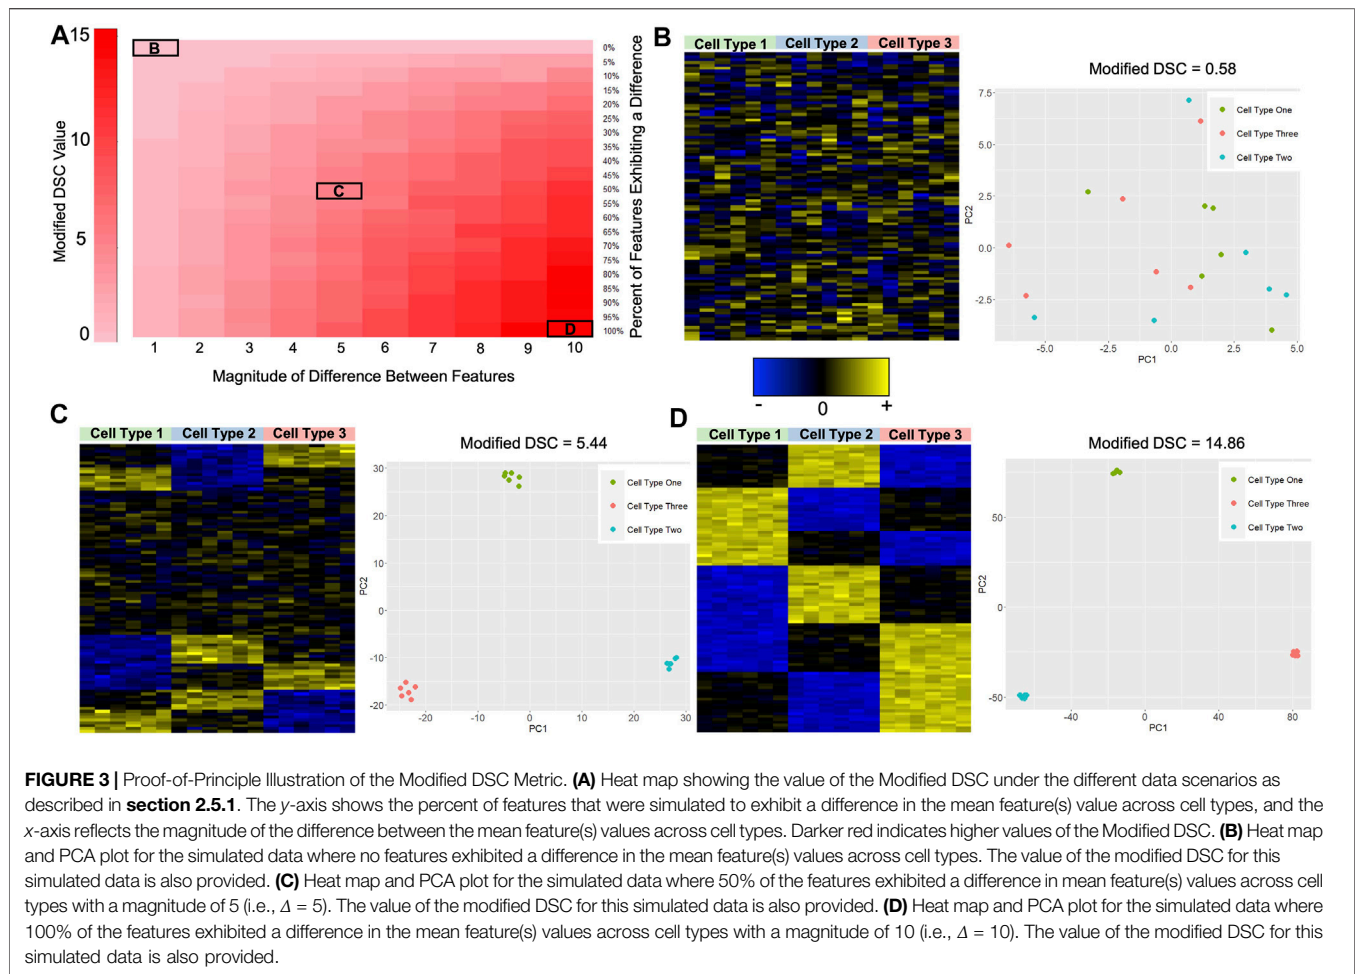 A
15
10
5
0
Modified DSC Value
B
C
D
0%
5%
10%
15%
20%
25%
30%
35%
40%
45%
50%
55%
60%
65%
70%
75%
80%
85%
90%
95%
100%
Percent of Features Exhibiting a Difference
1 2 3 4 5 6 7 8 9 10
Magnitude of Difference Between Features
B
Cell Type 1 Cell Type 2 Cell Type 3
Modified DSC = 0.58
Cell Type One
Cell Type Three
Cell Type Two
7.5
5.0
2.5
0.0
-2.5
PC2
-5.0 -2.5 0.0 2.5 5.0
PC1
- 0 +
C
Cell Type 1 Cell Type 2 Cell Type 3
Modified DSC = 5.44
Cell Type One
Cell Type Three
Cell Type Two
30
20
10
0
-10
-20
PC2
-20 -10 0 10 20 30
PC1
D
Cell Type 1 Cell Type 2 Cell Type 3
Modified DSC = 14.86
Cell Type One
Cell Type Three
Cell Type Two
50
0
-50
PC2
-40 0 40 80
PC1
FIGURE 3 | Proof-of-Principle Illustration of the Modified DSC Metric. (A) Heat map showing the value of the Modified DSC under the different data scenarios as
described in section 2.5.1. The y-axis shows the percent of features that were simulated to exhibit a difference in the mean feature(s) value across cell types, and the
x-axis reflects the magnitude of the difference between the mean feature(s) values across cell types. Darker red indicates higher values of the Modified DSC. (B) Heat map
and PCA plot for the simulated data where no features exhibited a difference in the mean feature(s) values across cell types. The value of the modified DSC for this
simulated data is also provided. (C) Heat map and PCA plot for the simulated data where 50% of the features exhibited a difference in mean feature(s) values across cell
types with a magnitude of 5 (i.e., Δ = 5). The value of the modified DSC for this simulated data is also provided. (D) Heat map and PCA plot for the simulated data where
100% of the features exhibited a difference in the mean feature(s) values across cell types with a magnitude of 10 (i.e., Δ = 10). The value of the modified DSC for this
simulated data is also provided.